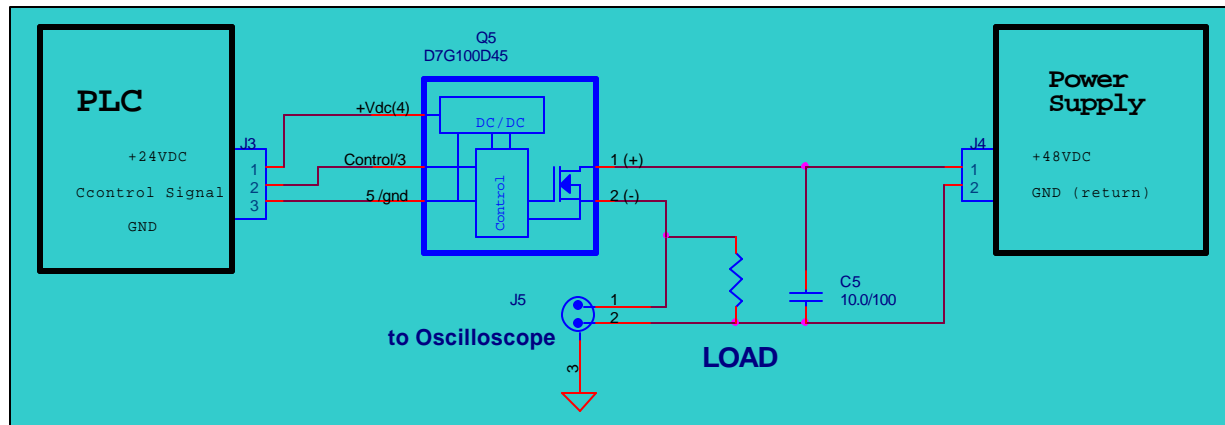 Q5
D7G100D45
PLC
+24VDC
Ccontrol Signal
GND
J3
1
2
3
+Vdc(4)
Control/3
5 /gnd
DC/DC
Control
1 (+)
2 (-)
Power
Supply
J4
1
2
+48VDC
GND (return)
C5
10.0/100
J5
1
2
3
to Oscilloscope
LOAD